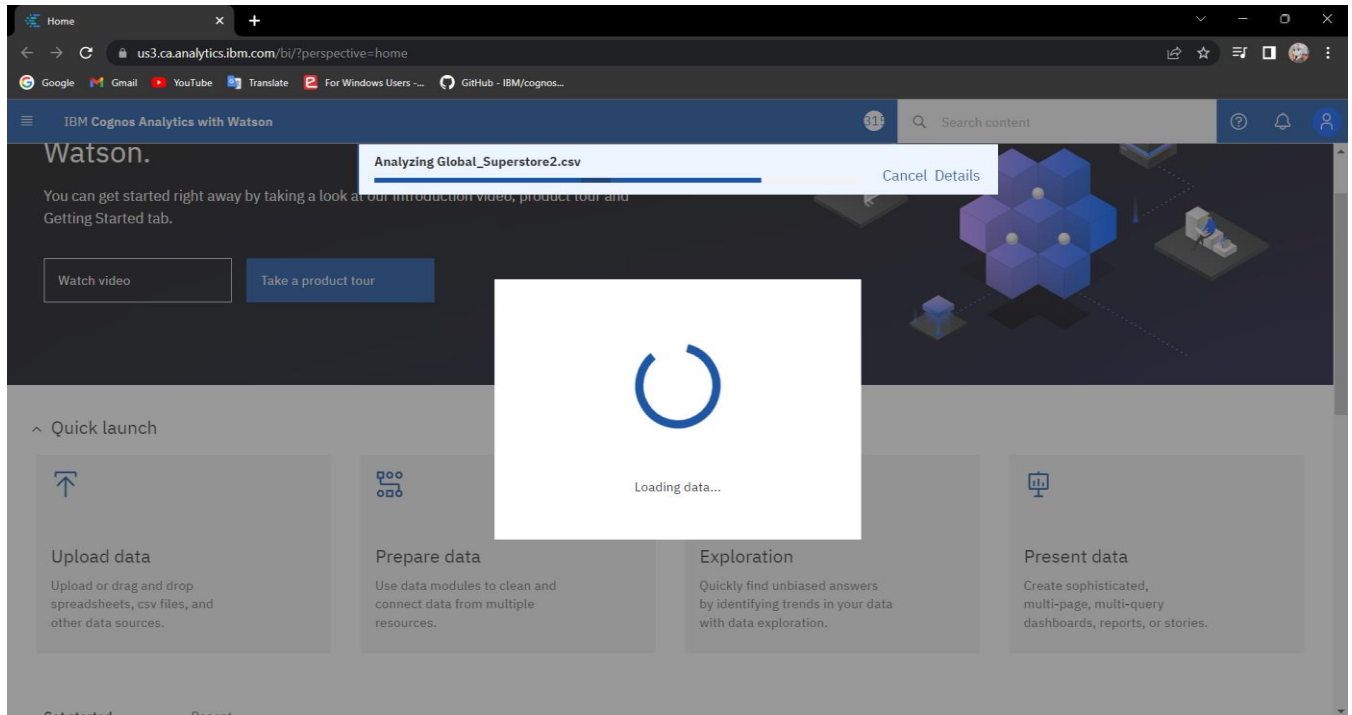 Home
us3.ca.analytics.ibm.com/bi/?perspective=home
Google Gmail YouTube Translate For Windows Users -... GitHub - IBM/cognos...
IBM Cognos Analytics with Watson
Search content
Watson.
Analyzing Global_Superstore2.csv
Cancel Details
You can get started right away by taking a look at our introduction video, product tour and
Getting Started tab.
Watch video
Take a product tour
Loading data...
Quick launch
Upload data
Upload or drag and drop
spreadsheets, csv files, and
other data sources.
Prepare data
Use data modules to clean and
connect data from multiple
resources.
Exploration
Quickly find unbiased answers
by identifying trends in your data
with data exploration.
Present data
Create sophisticated,
multi-page, multi-query
dashboards, reports, or stories.